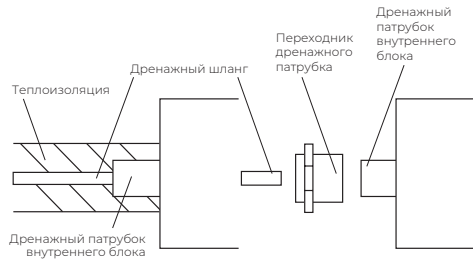 Теплоизоляция
Дренажный шланг
Переходник
дренажного
патрубка
Дренажный
патрубок
внутреннего
блока
Дренажный патрубок
внутреннего блока